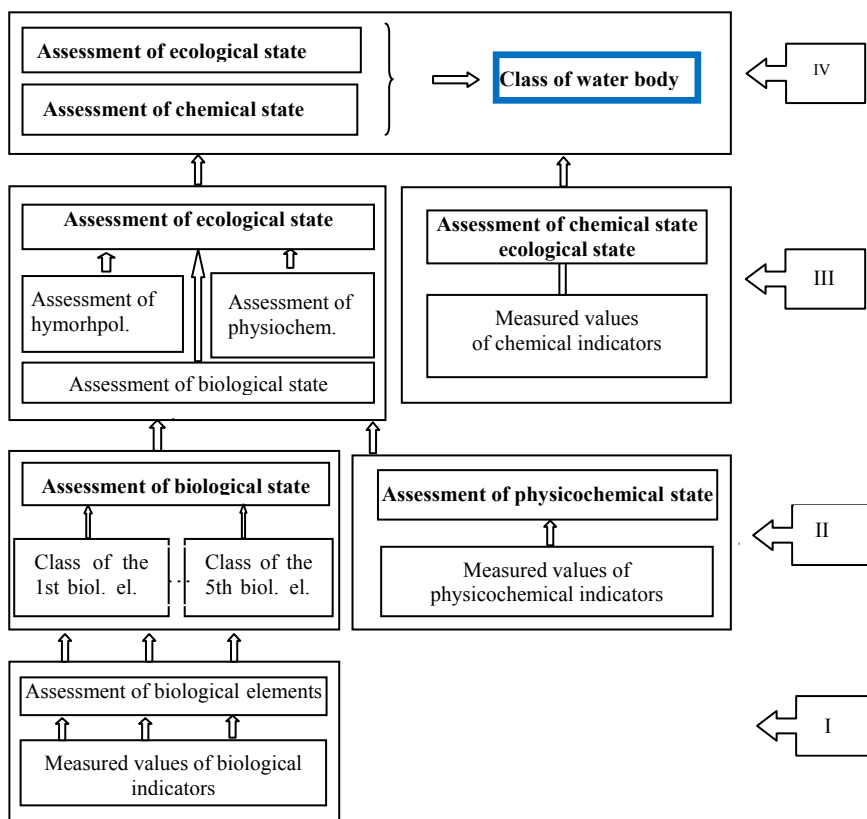 Assessment of ecological state
Assessment of chemical state
Class of water body
IV
Assessment of ecological state
Assessment of
hymorhpol.
Assessment of
physiochem.
Assessment of biological state
Assessment of chemical state
ecological state
Measured values
of chemical indicators
III
Assessment of biological state
Class of the
1st biol. el.
...
Class of the
5th biol. el.
Assessment of physicochemical state
Measured values of
physicochemical indicators
II
Assessment of biological elements
Measured values of biological
indicators
I